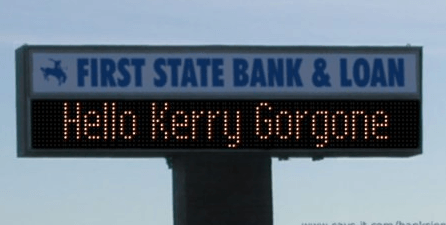 FIRST STATE BANK & LOAN
Hello Kerry Gorgone